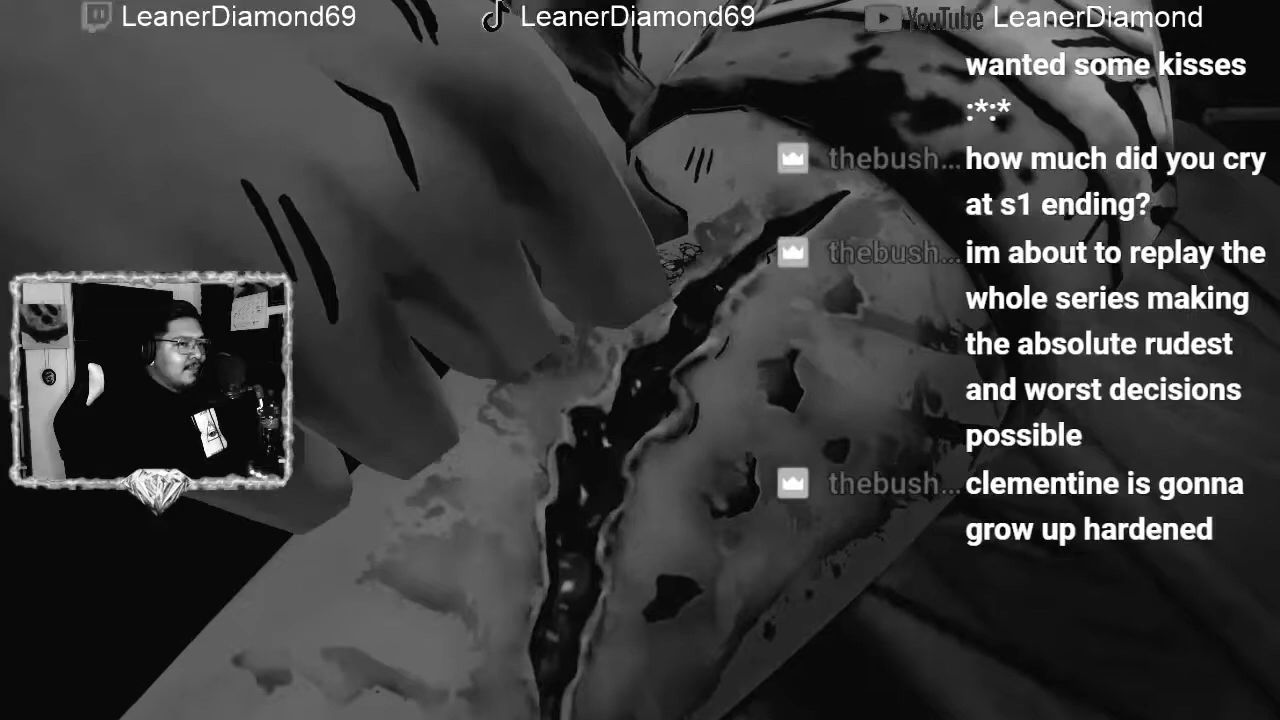 LeanerDiamond69 LeanerDiamond69 YouTube LeanerDiamond
wanted some kisses
:*:*
thebush... how much did you cry
at s1 ending?
thebush... im about to replay the
whole series making
the absolute rudest
and worst decisions
possible
thebush... clementine is gonna
grow up hardened